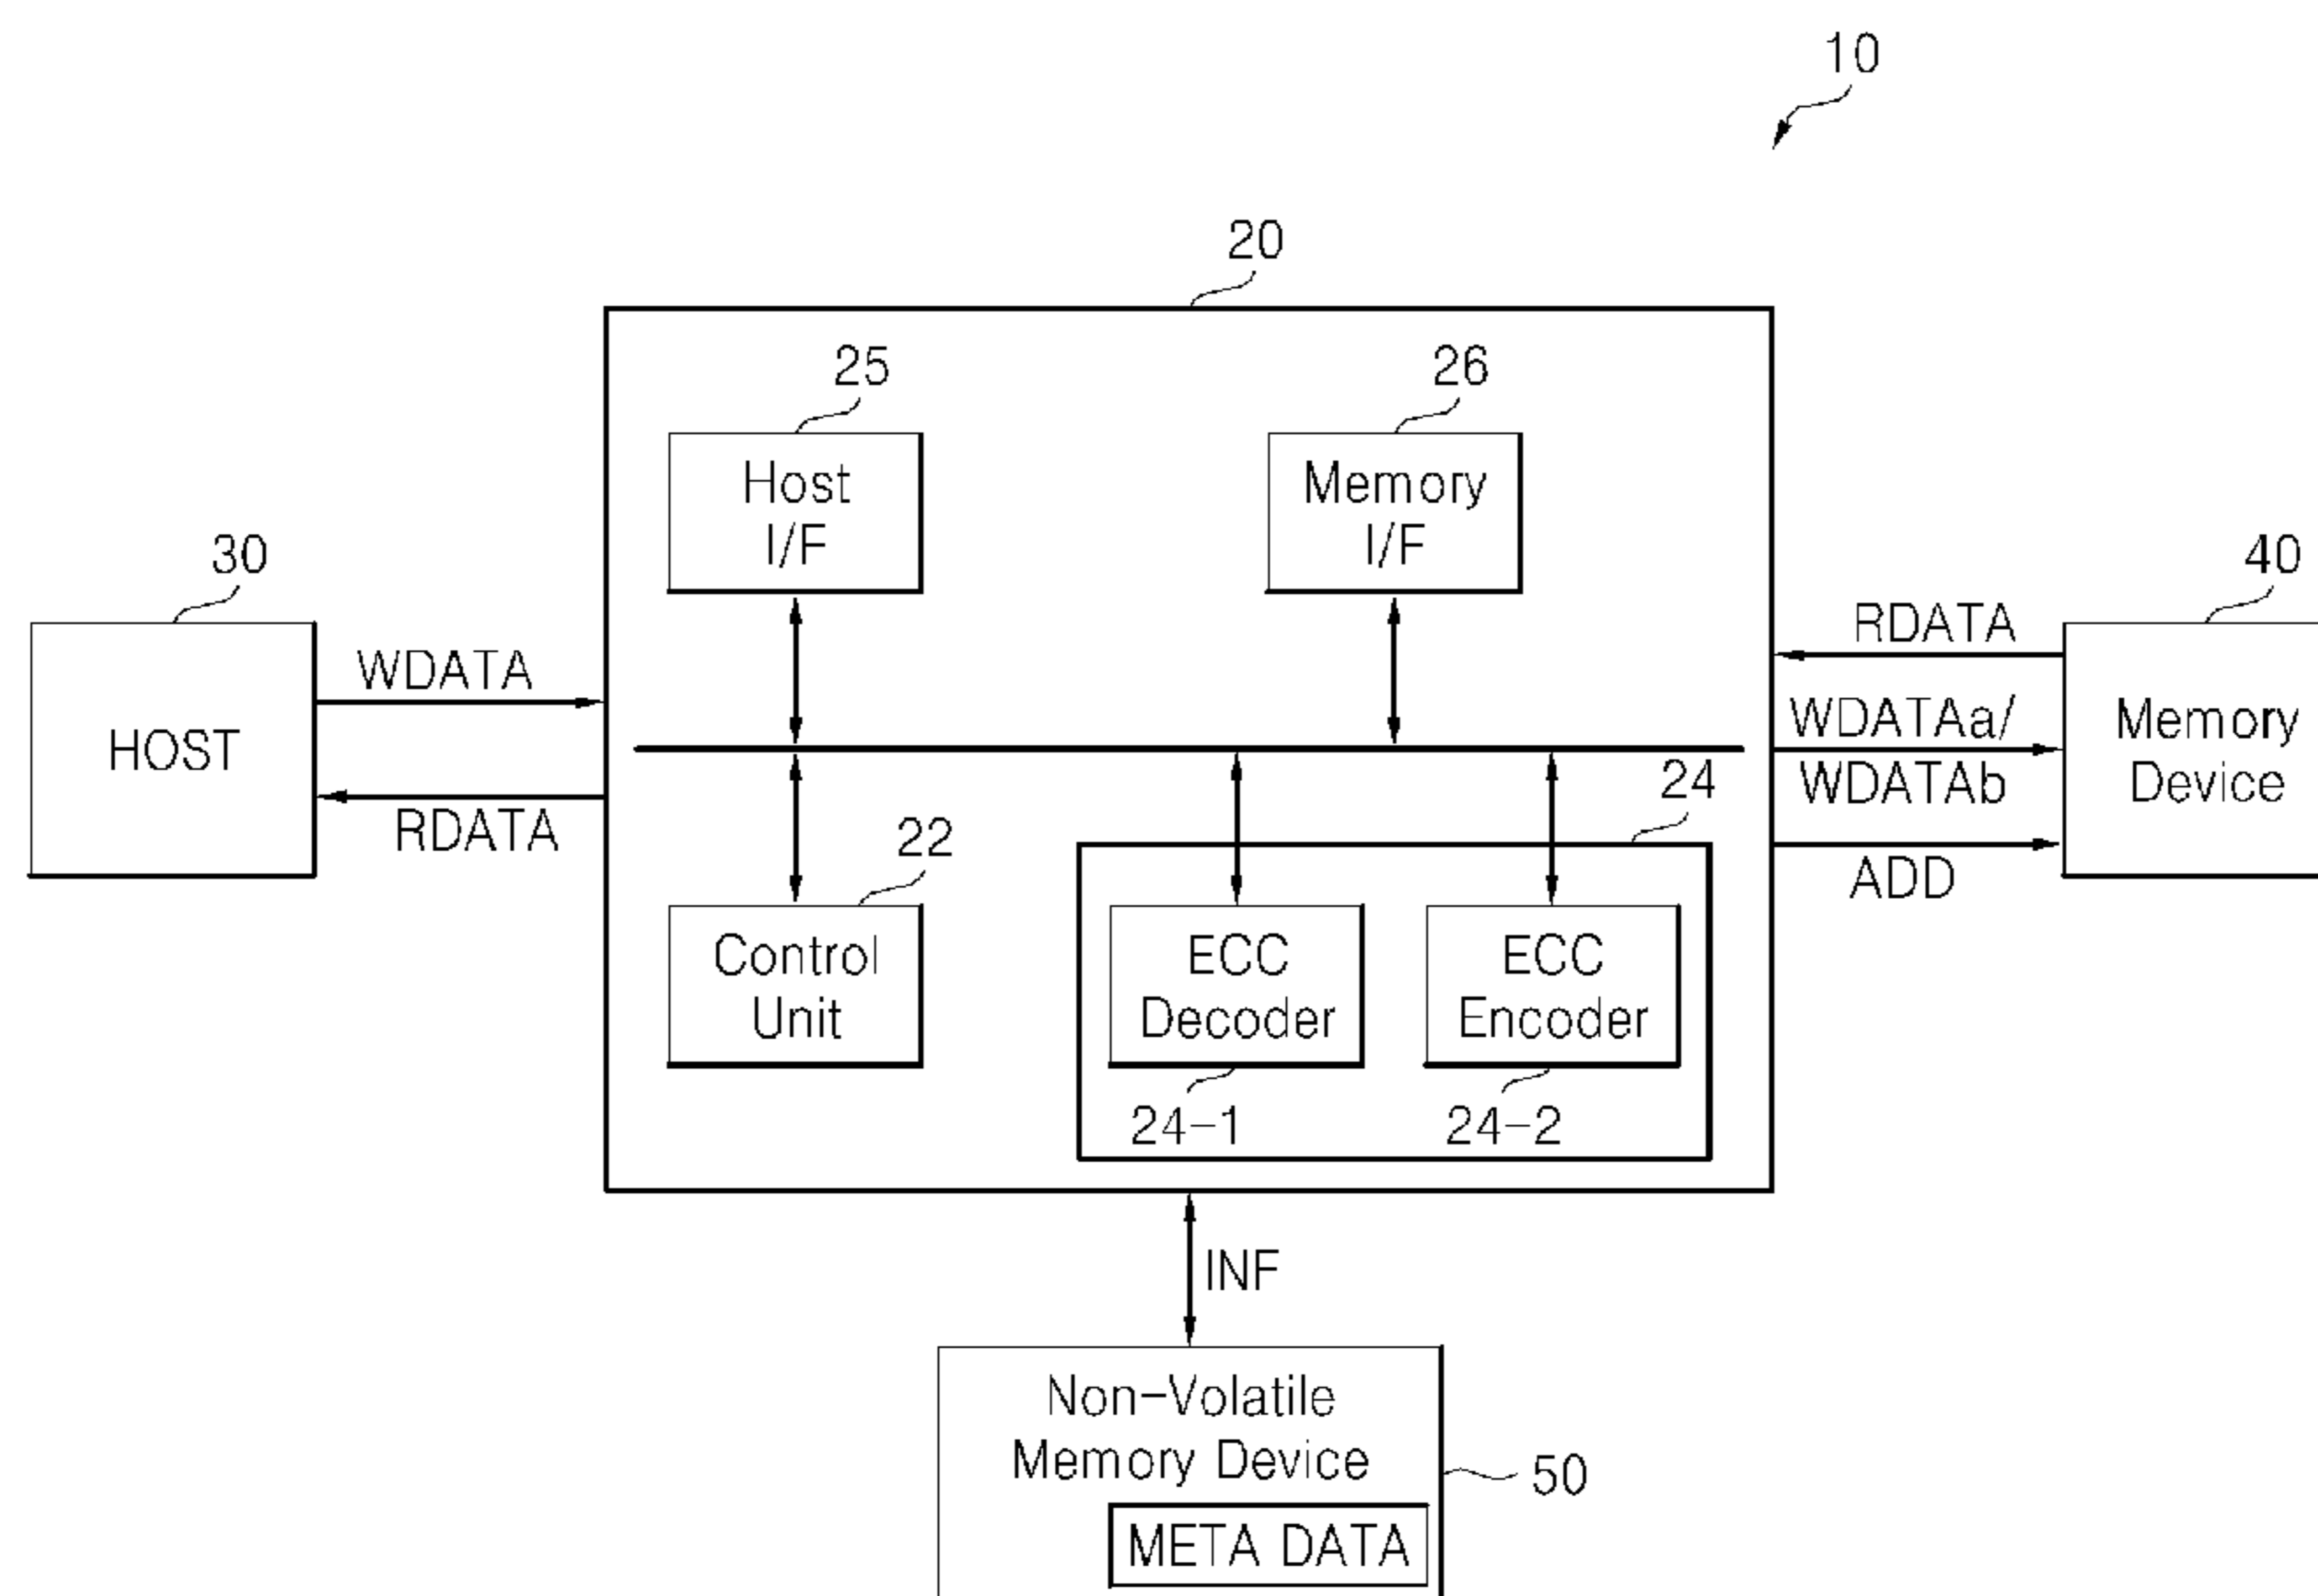 10
20
25
26
Host
I/F
Memory
I/F
30
40
HOST
WDATA
RDATA
RDATA
WDATAa/
WDATAb
ADD
Memory
Device
24
22
Control
Unit
ECC
Decoder
ECC
Encoder
24-1
24-2
INF
Non-Volatile
Memory Device
50
META DATA